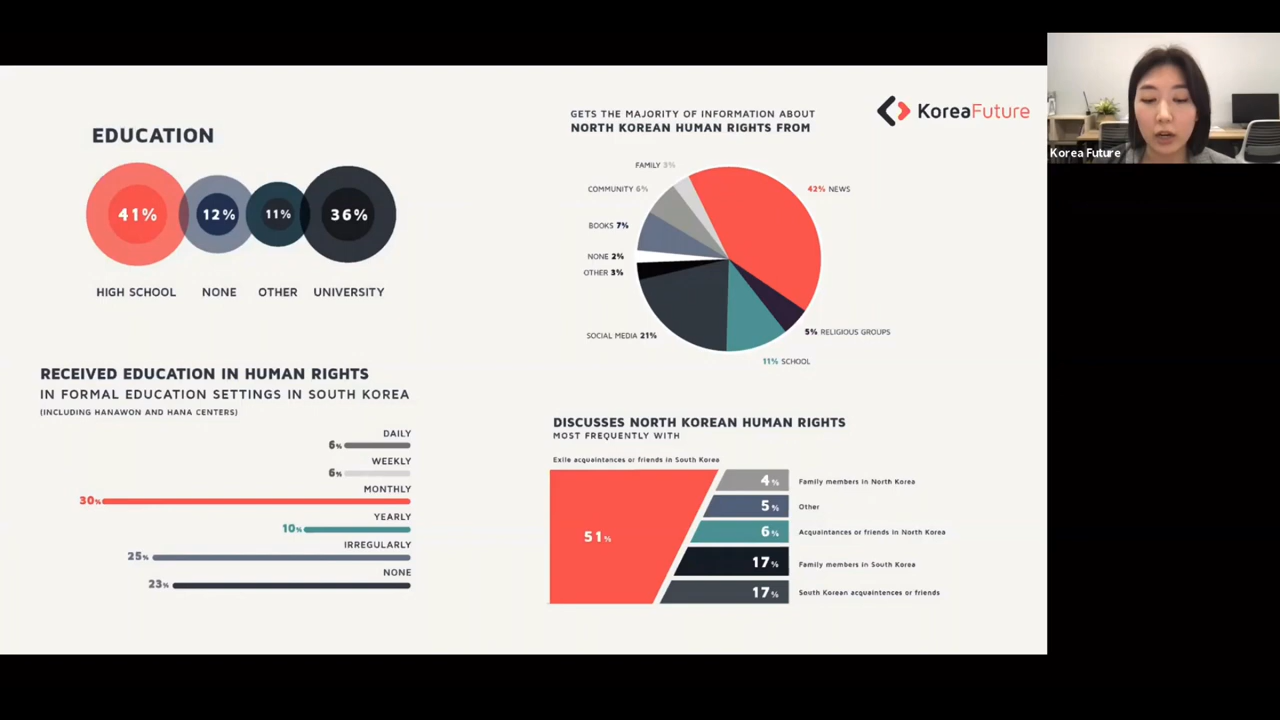 EDUCATION
41% 12% 11% 36%
HIGH SCHOOL NONE OTHER UNIVERSITY
RECEIVED EDUCATION IN HUMAN RIGHTS
IN FORMAL EDUCATION SETTINGS IN SOUTH KOREA
(INCLUDING HANAWON AND HANA CENTERS)
DAILY
6%
WEEKLY
6%
MONTHLY
30%
YEARLY
10%
IRREGULARLY
25%
NONE
23%
GETS THE MAJORITY OF INFORMATION ABOUT
NORTH KOREAN HUMAN RIGHTS FROM
FAMILY 3%
COMMUNITY 6%
42% NEWS
BOOKS 7%
NONE 2%
OTHER 3%
SOCIAL MEDIA 21%
5% RELIGIOUS GROUPS
11% SCHOOL
DISCUSSES NORTH KOREAN HUMAN RIGHTS
MOST FREQUENTLY WITH
Exile acquaintances or friends in South Korea
51%
4% Family members in North Korea
5% Other
6% Acquaintances or friends in North Korea
17% Family members in South Korea
17% South Korean acquaintences or friends
KoreaFuture
Korea Future